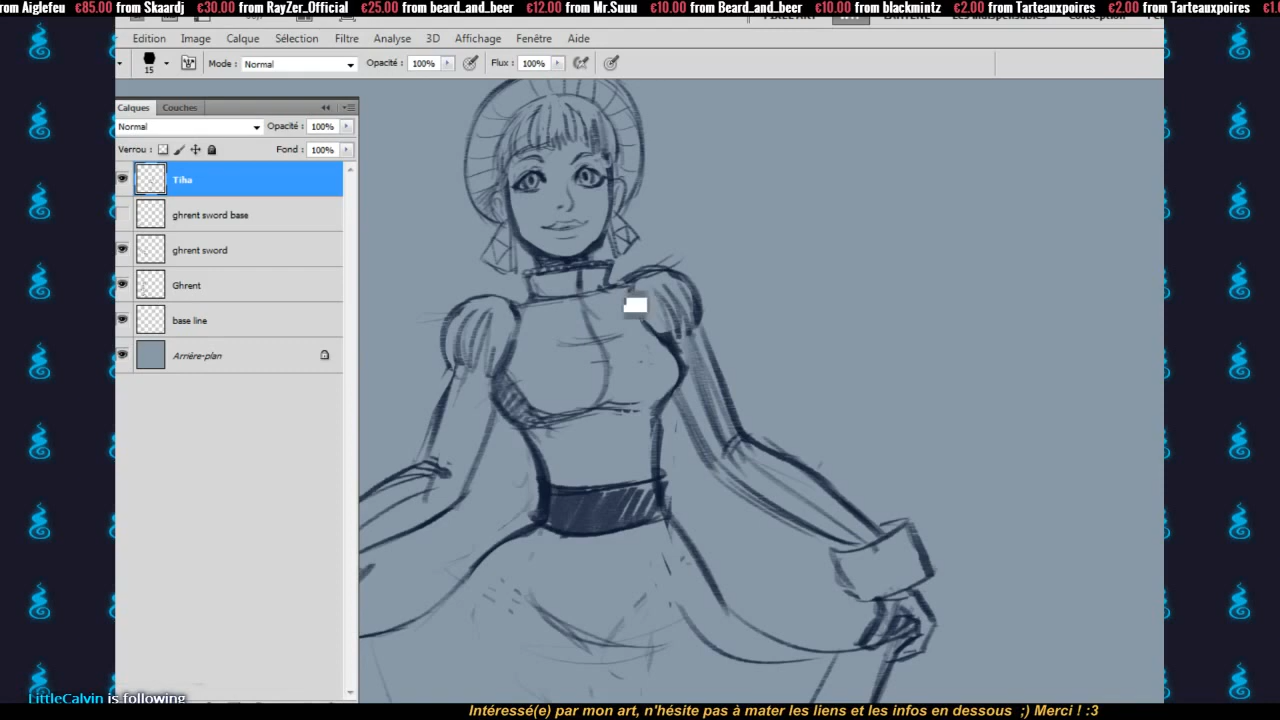 rom Aiglefeu €85.00 from Skaardj €30.00 from RayZer_Official €25.00 from beard_and_beer €12.00 from Mr.Suuu €10.00 from Beard_and_beer €10.00 from blackmintz €2.00 from Tarteauxpoires €2.00 from Tarteauxpoires €1.0
Edition Image Calque Sélection Filtre Analyse 3D Affichage Fenêtre Aide
15 Mode : Normal Opacité : 100% Flux : 100%
Calques Couches
Normal Opacité : 100%
Verrou : Fond : 100%
Tiha
ghrent sword base
ghrent sword
Ghrent
base line
Arrière-plan
LittleCalvin is following
Intéressé(e) par mon art, n'hésite pas à mater les liens et les infos en dessous ;) Merci ! :3